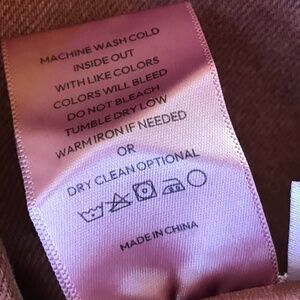 MACHINE WASH COLD
INSIDE OUT
WITH LIKE COLORS
COLORS WILL BLEED
DO NOT BLEACH
TUMBLE DRY LOW
WARM IRON IF NEEDED
OR
DRY CLEAN OPTIONAL
MADE IN CHINA